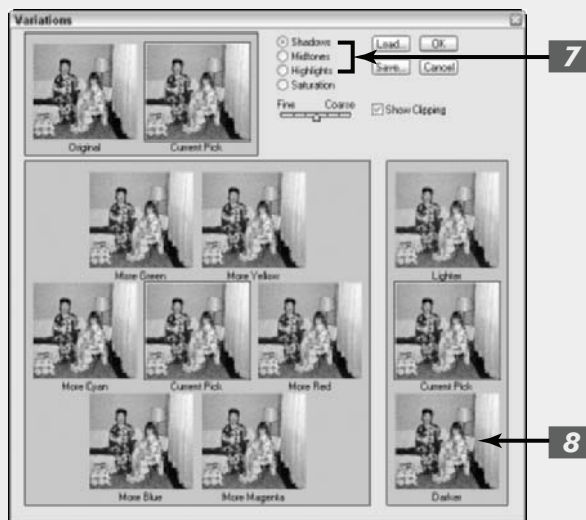 Variations
Shadows
Midtones
Highlights
Saturation
Load... OK
Save... Cancel
7
Fine Coarse
Show Clipping
Original Current Pick
More Green More Yellow
Lighter
More Cyan Current Pick More Red
Current Pick
More Blue More Magenta
Darker
8